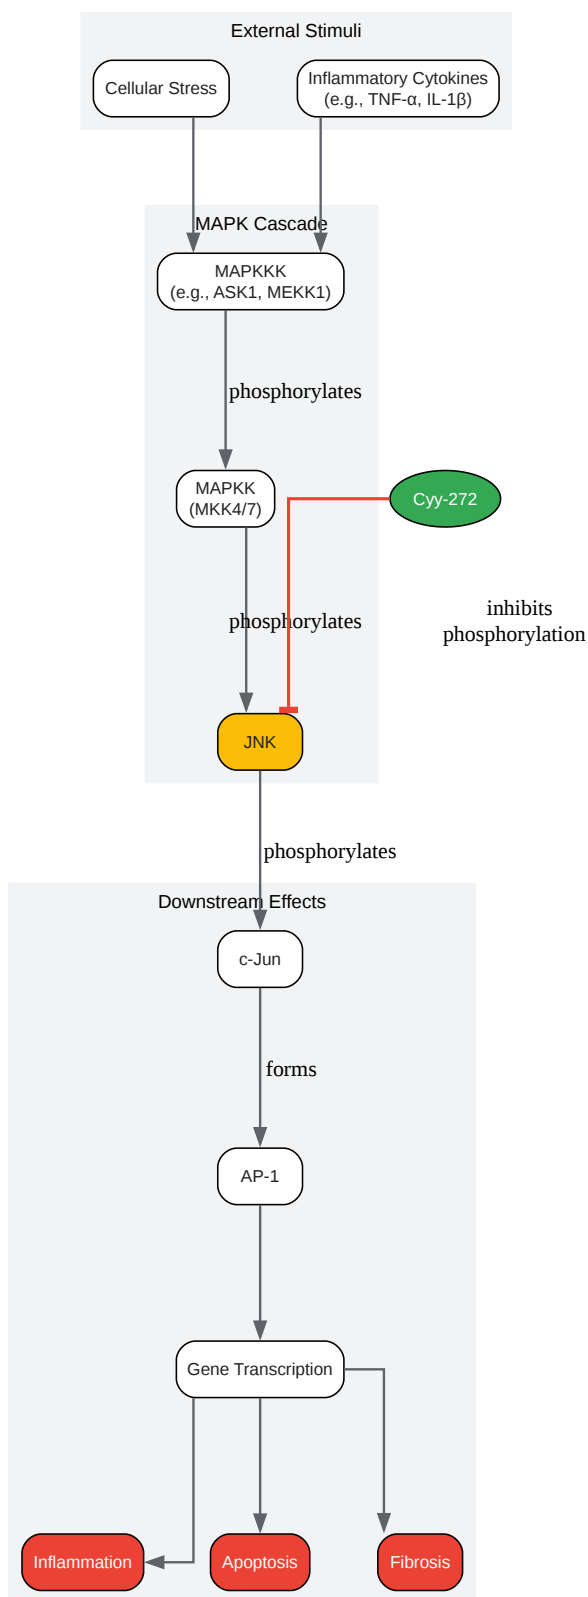 External Stimuli
Cellular Stress
Inflammatory Cytokines
(e.g., TNF-α, IL-1β)
MAPK Cascade
MAPKKK
(e.g., ASK1, MEKK1)
phosphorylates
MAPKK
(MKK4/7)
Cyy-272
inhibits
phosphorylation
phosphorylates
JNK
phosphorylates
Downstream Effects
c-Jun
forms
AP-1
Gene Transcription
Inflammation
Apoptosis
Fibrosis